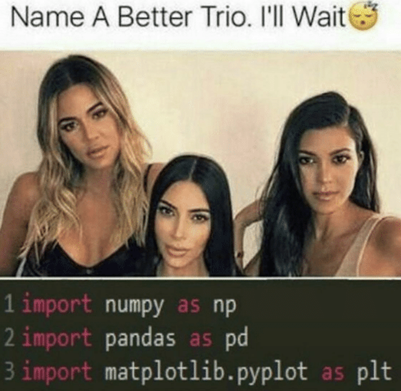 Name A Better Trio. I'll Wait😴
1 import numpy as np
2 import pandas as pd
3 import matplotlib.pyplot as plt